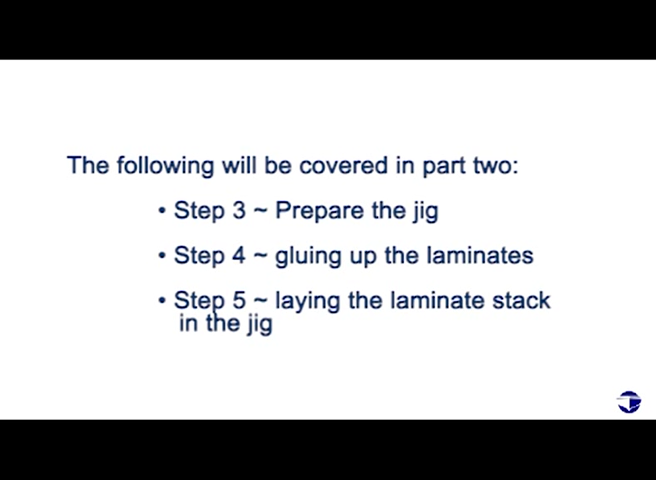 The following will be covered in part two:
• Step 3 ~ Prepare the jig
• Step 4 ~ gluing up the laminates
• Step 5 ~ laying the laminate stack
in the jig